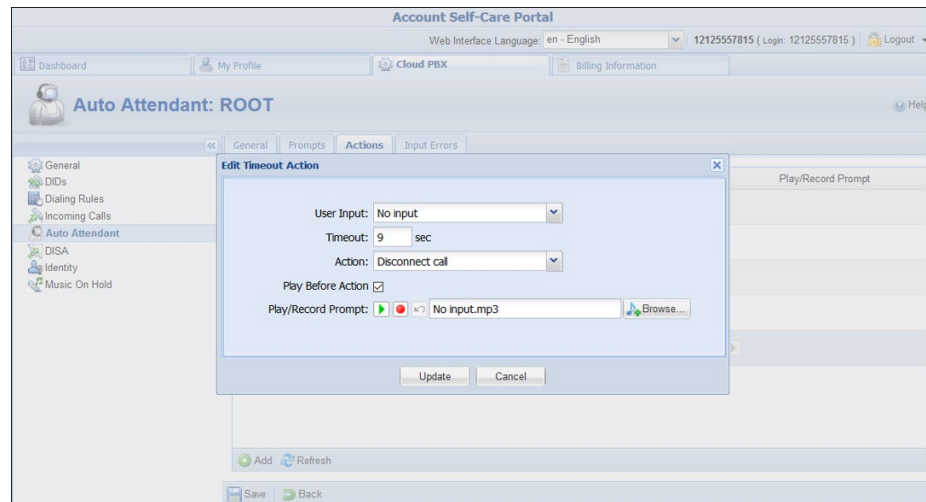 Account Self-Care Portal
Web Interface Language: en - English 12125557815 ( Login: 12125557815 ) Logout
Dashboard My Profile Cloud PBX Billing Information
Auto Attendant: ROOT Help
General Prompts Actions Input Errors
General
DIDs
Dialing Rules
Incoming Calls
Auto Attendant
DISA
Identity
Music On Hold
Edit Timeout Action
Play/Record Prompt
User Input: No input
Timeout: 9 sec
Action: Disconnect call
Play Before Action
Play/Record Prompt: No input.mp3 Browse...
Update Cancel
Add Refresh
Save Back